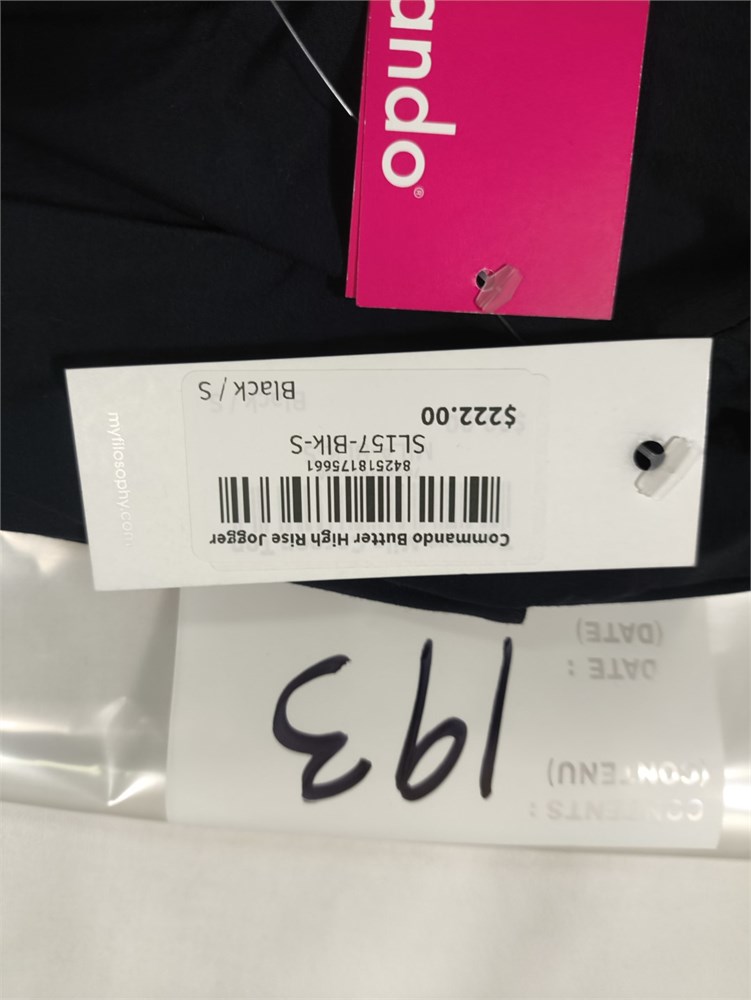 ando®
Commando Butter High Rise Jogger
842518175661
SL157-Blk-S
$222.00
Black / S
myfilosophy.com
CONTENTS :
(CONTENU)
193
DATE :
(DATE)